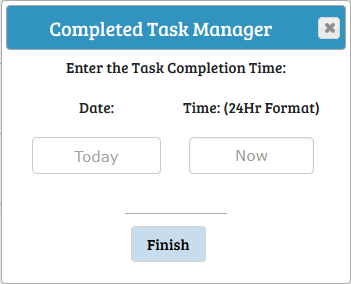 Completed Task Manager
Enter the Task Completion Time:
Date: Time: (24Hr Format)
Today Now
Finish